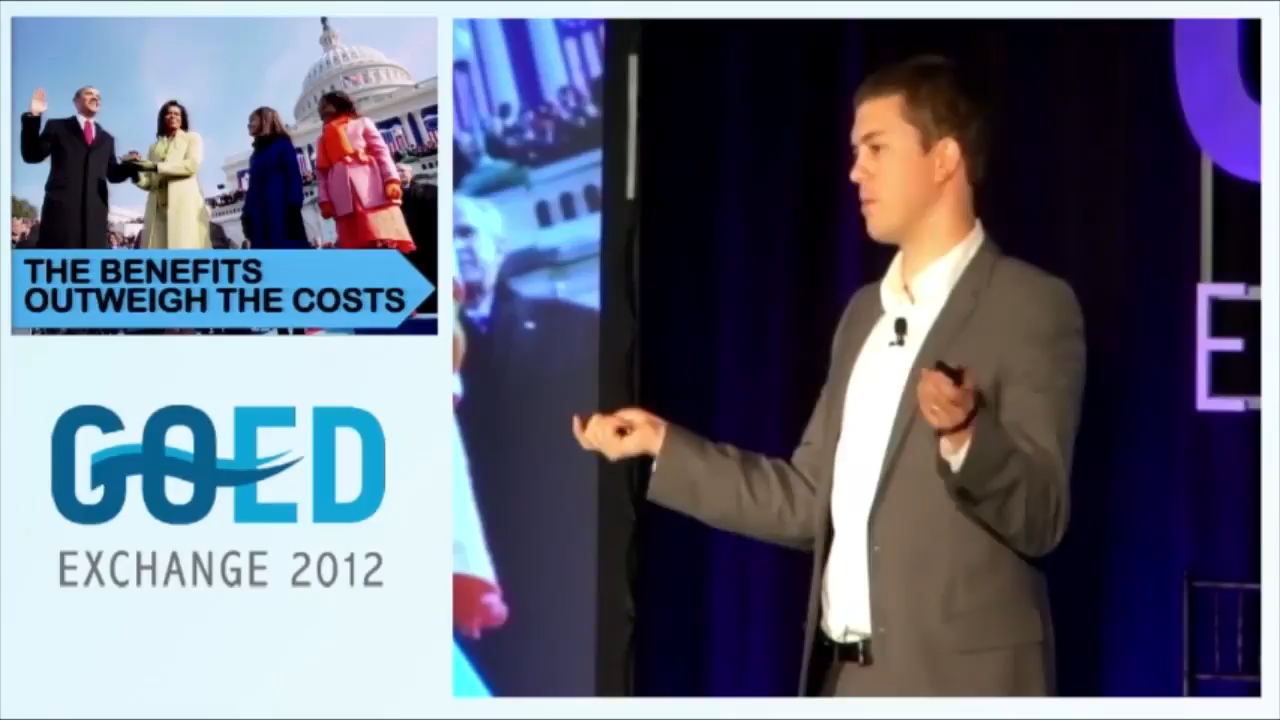 THE BENEFITS
OUTWEIGH THE COSTS
GOED
EXCHANGE 2012
E